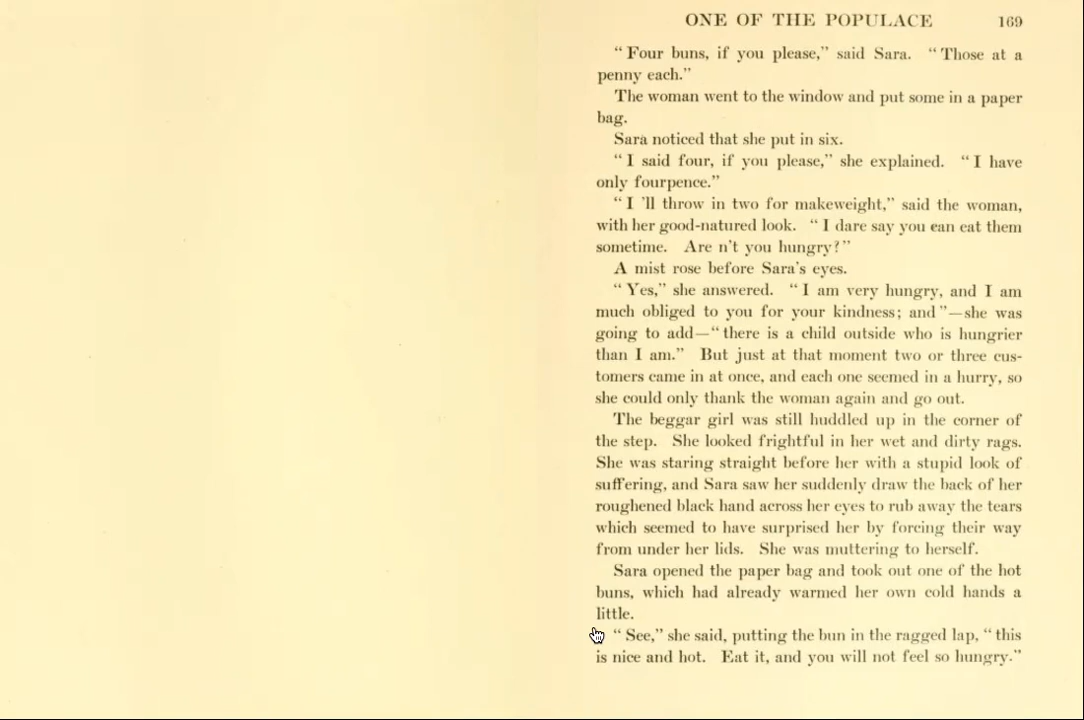 ONE OF THE POPULACE 169
“ Four buns, if you please,” said Sara. “ Those at a
penny each.”
The woman went to the window and put some in a paper
bag.
Sara noticed that she put in six.
“ I said four, if you please,” she explained. “ I have
only fourpence.”
“ I ’ll throw in two for makeweight,” said the woman,
with her good-natured look. “ I dare say you can eat them
sometime. Are n’t you hungry?”
A mist rose before Sara’s eyes.
“ Yes,” she answered. “ I am very hungry, and I am
much obliged to you for your kindness; and ”—she was
going to add—“ there is a child outside who is hungrier
than I am.” But just at that moment two or three cus-
tomers came in at once, and each one seemed in a hurry, so
she could only thank the woman again and go out.
The beggar girl was still huddled up in the corner of
the step. She looked frightful in her wet and dirty rags.
She was staring straight before her with a stupid look of
suffering, and Sara saw her suddenly draw the back of her
roughened black hand across her eyes to rub away the tears
which seemed to have surprised her by forcing their way
from under her lids. She was muttering to herself.
Sara opened the paper bag and took out one of the hot
buns, which had already warmed her own cold hands a
little.
“ See,” she said, putting the bun in the ragged lap, “ this
is nice and hot. Eat it, and you will not feel so hungry.”